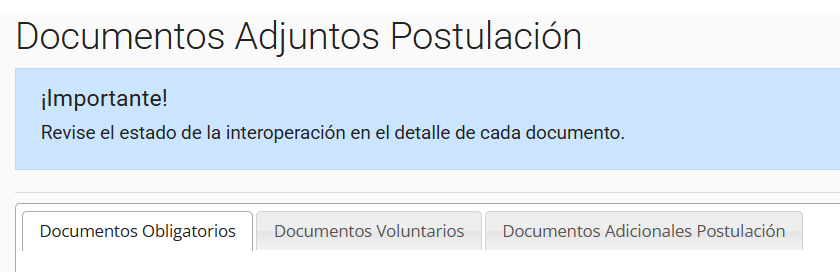 Documentos Adjuntos Postulación
¡Importante!
Revise el estado de la interoperación en el detalle de cada documento.
Documentos Obligatorios
Documentos Voluntarios
Documentos Adicionales Postulación